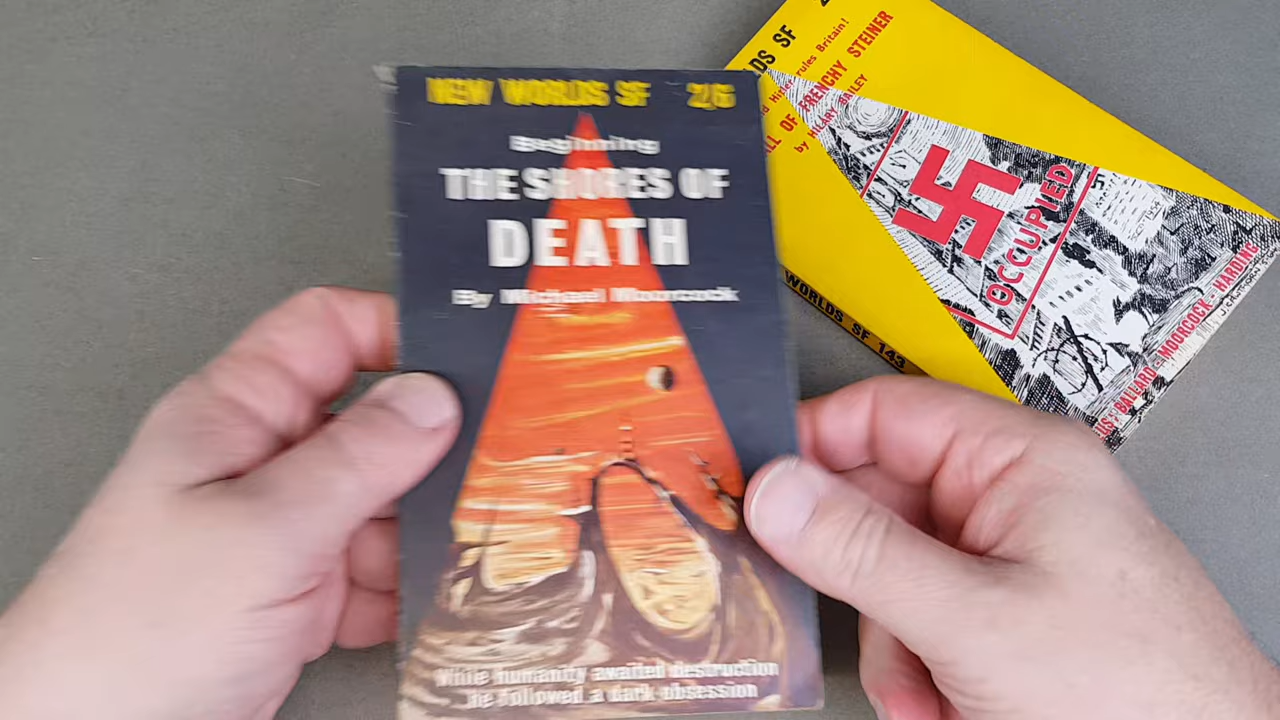 NEW WORLDS SF 2/6
Beginning
THE SHORES OF
DEATH
By Michael Moorcock
While humanity awaited destruction
he followed a dark obsession
DS SF
rules Britain!
OF FRENCHY STEINER
by HILARY BAILEY
OCCUPIED
WORLDS SF 143
BALLARD - MOORCOCK - HARDING